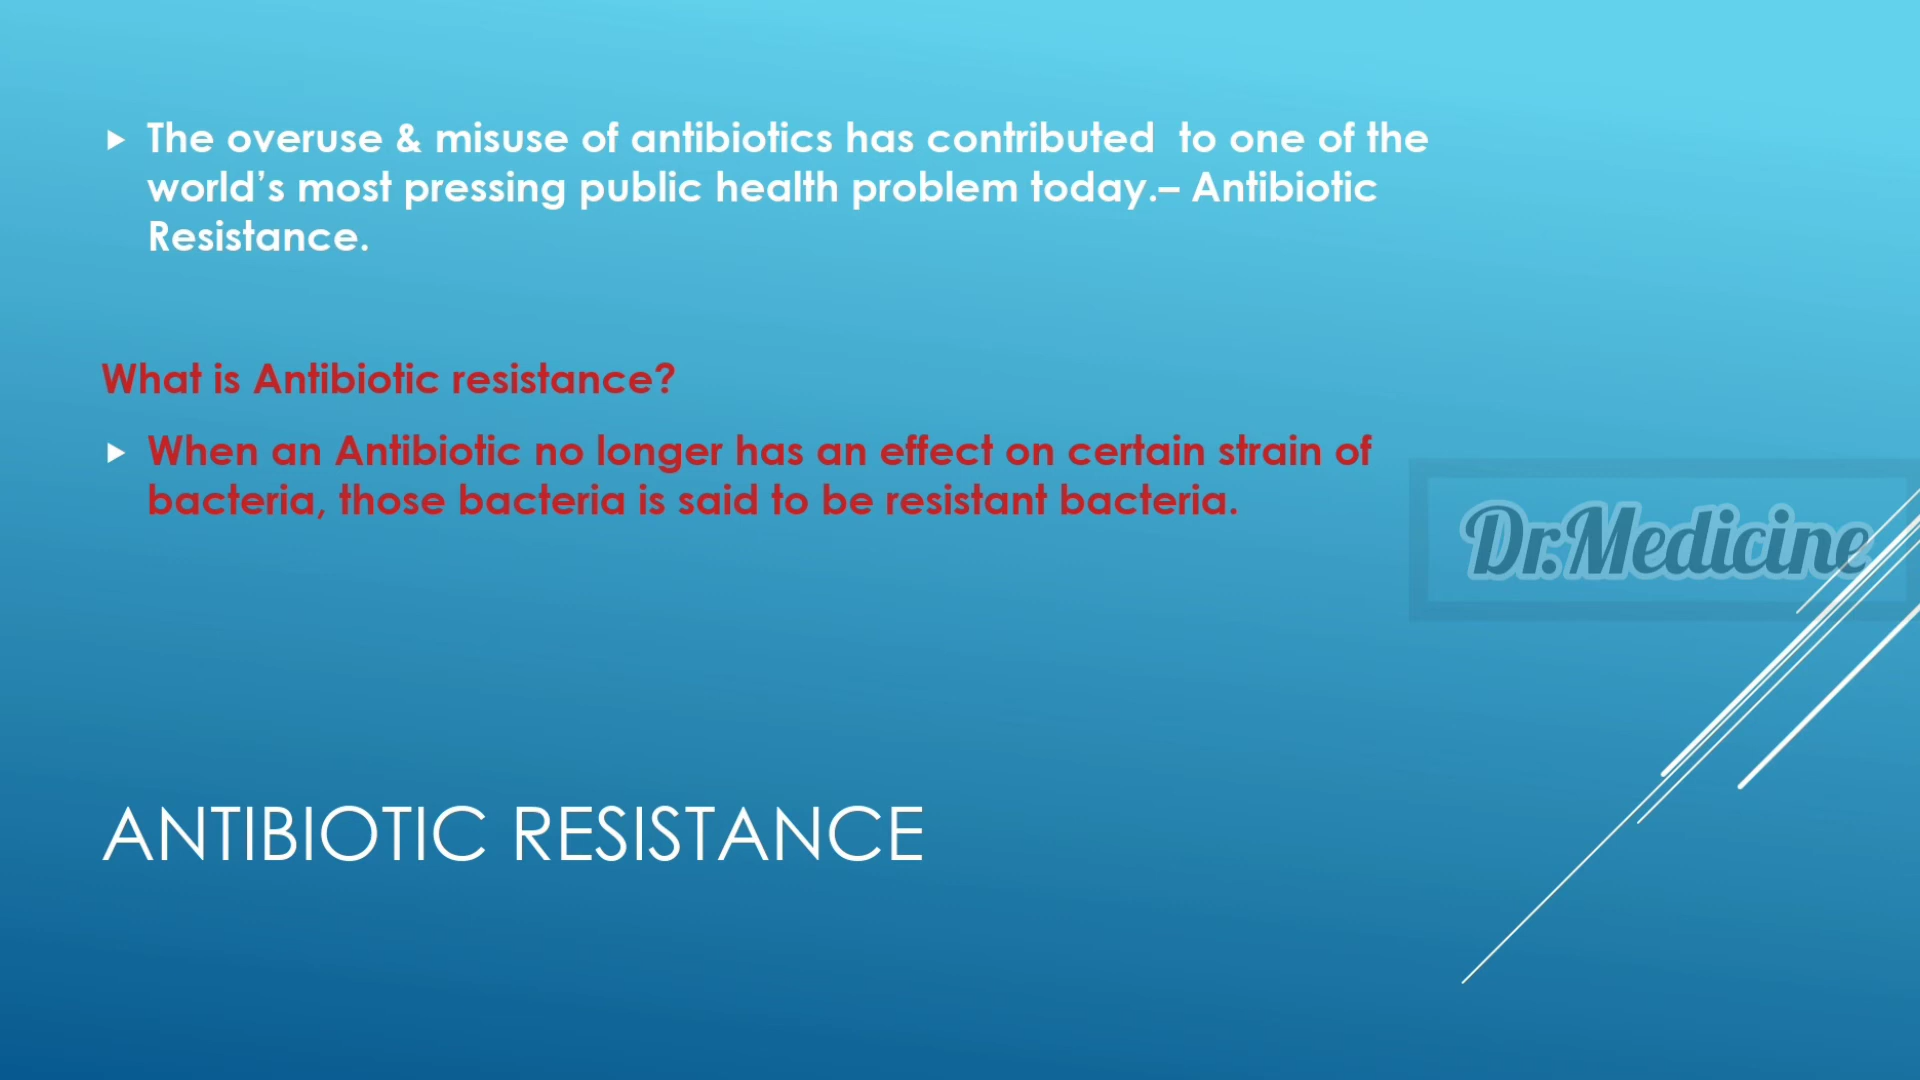 The overuse & misuse of antibiotics has contributed  to one of the
world’s most pressing public health problem today.– Antibiotic
Resistance.
What is Antibiotic resistance?
When an Antibiotic no longer has an effect on certain strain of
bacteria, those bacteria is said to be resistant bacteria.
Dr.Medicine
ANTIBIOTIC RESISTANCE